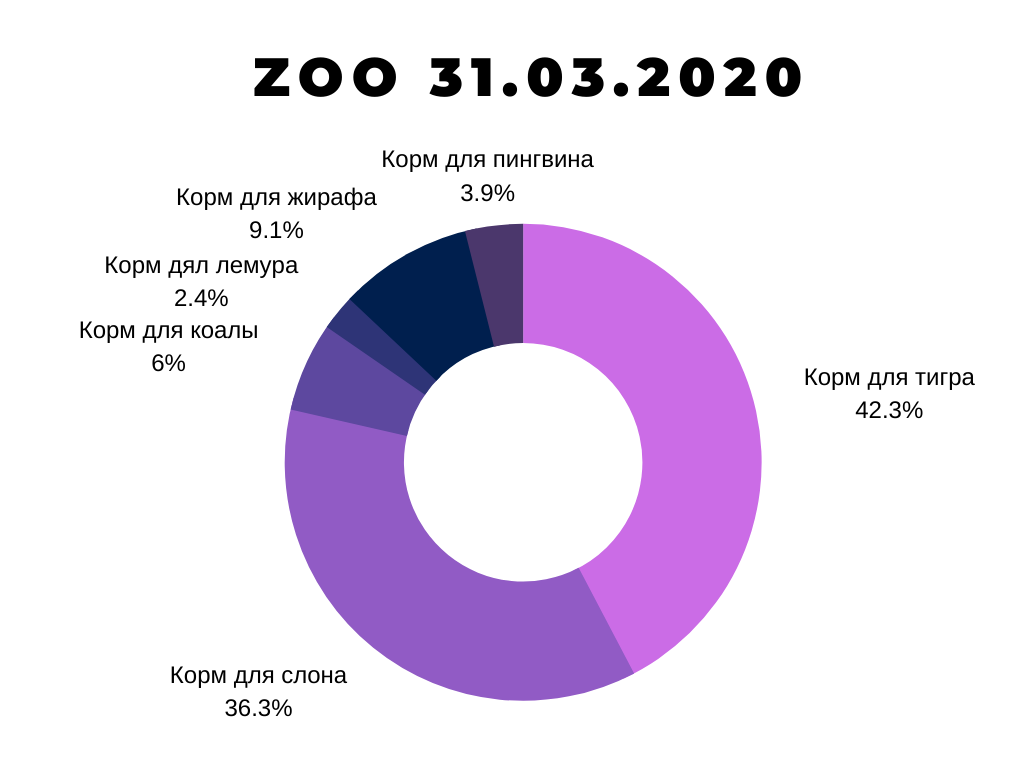 ZOO 31.03.2020
Корм для пингвина
3.9%
Корм для жирафа
9.1%
Корм дял лемура
2.4%
Корм для коалы
6%
Корм для тигра
42.3%
Корм для слона
36.3%